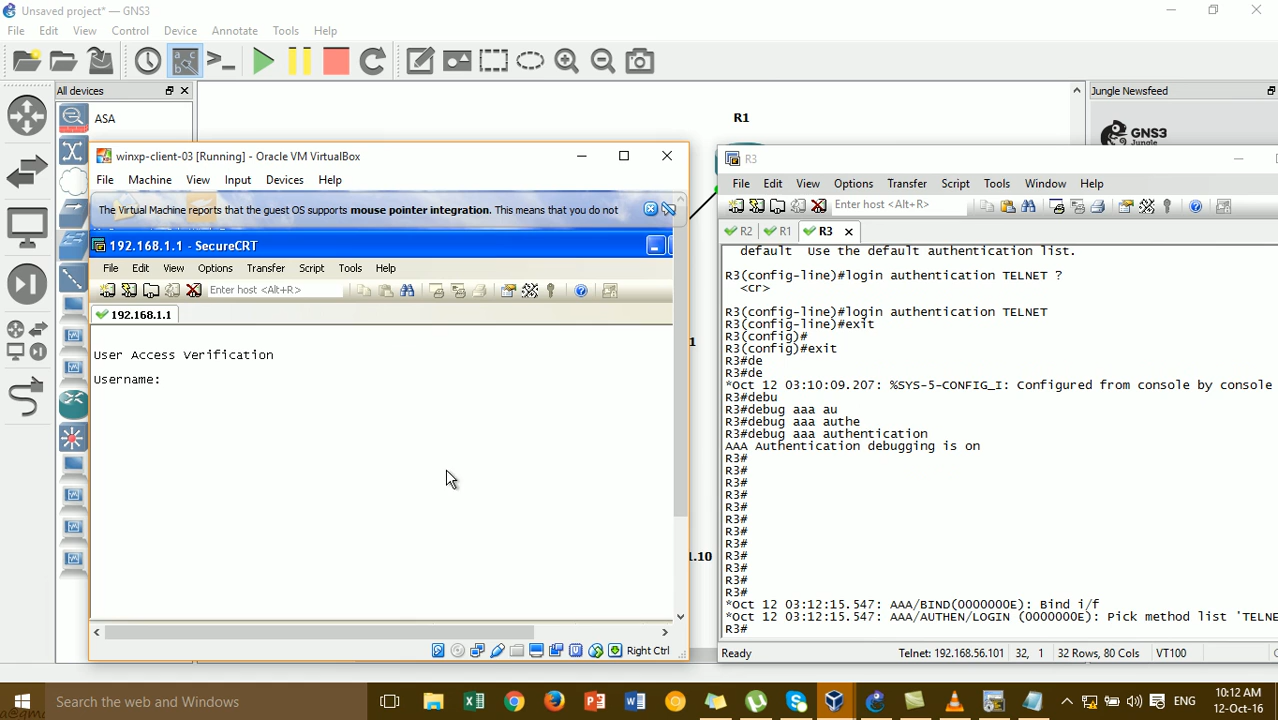 Unsaved project* — GNS3
File Edit View Control Device Annotate Tools Help
All devices
ASA
R1
Jungle Newsfeed
GNS3
Jungle
winxp-client-03 [Running] - Oracle VM VirtualBox
File Machine View Input Devices Help
The Virtual Machine reports that the guest OS supports mouse pointer integration. This means that you do not
192.168.1.1 - SecureCRT
File Edit View Options Transfer Script Tools Help
Enter host <Alt+R>
192.168.1.1
User Access Verification
Username:
Right Ctrl
1
1.10
R3
File Edit View Options Transfer Script Tools Window Help
Enter host <Alt+R>
R2 R1 R3
default Use the default authentication list.
R3(config-line)#login authentication TELNET ?
<cr>
R3(config-line)#login authentication TELNET
R3(config-line)#exit
R3(config)#
R3(config)#exit
R3#de
R3#de
*Oct 12 03:10:09.207: %SYS-5-CONFIG_I: Configured from console by console
R3#debu
R3#debug aaa au
R3#debug aaa authe
R3#debug aaa authentication
AAA Authentication debugging is on
R3#
R3#
R3#
R3#
R3#
R3#
R3#
R3#
R3#
R3#
R3#
R3#
*Oct 12 03:12:15.547: AAA/BIND(0000000E): Bind i/f
*Oct 12 03:12:15.547: AAA/AUTHEN/LOGIN (0000000E): Pick method list 'TELNE
R3#
Ready Telnet: 192.168.56.101 32, 1 32 Rows, 80 Cols VT100
Search the web and Windows
ENG
10:12 AM
12-Oct-16